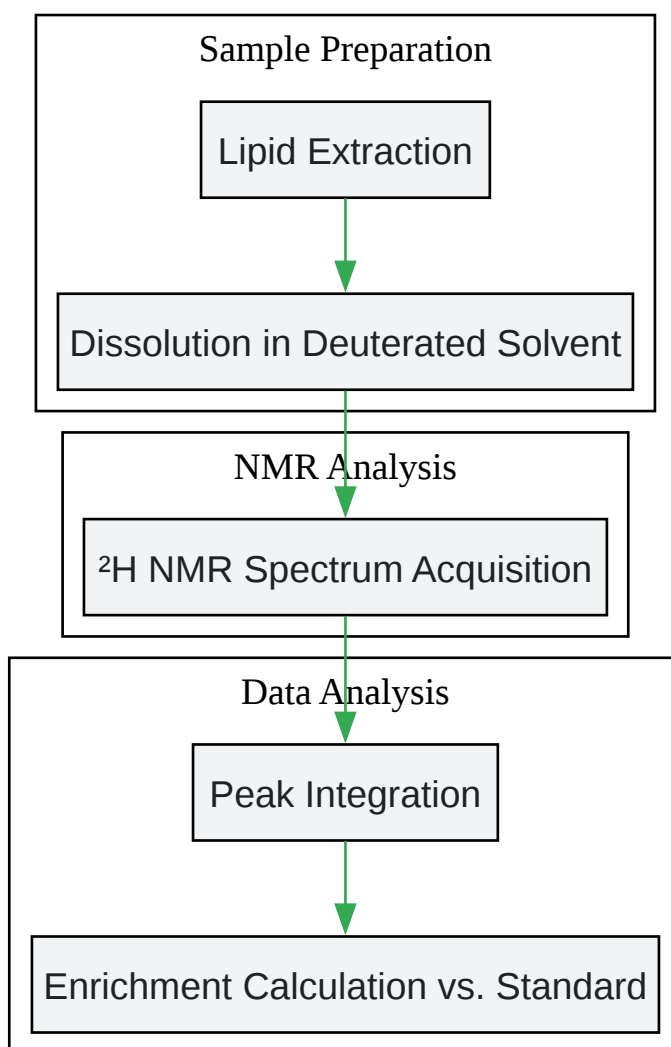 Sample Preparation
Lipid Extraction
Dissolution in Deuterated Solvent
NMR Analysis
²H NMR Spectrum Acquisition
Data Analysis
Peak Integration
Enrichment Calculation vs. Standard